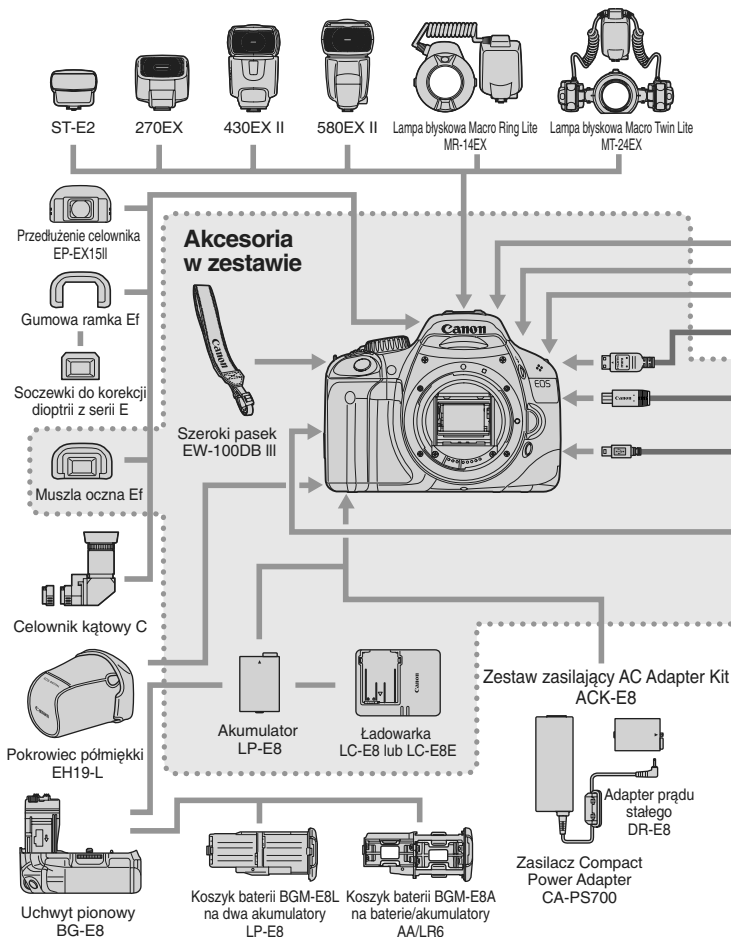 ST-E2
270EX
430EX II
580EX II
Lampa błyskowa Macro Ring Lite
MR-14EX
Lampa błyskowa Macro Twin Lite
MT-24EX
Przedłużenie celownika
EP-EX15II
Gumowa ramka Ef
Soczewki do korekcji
dioptrii z serii E
Muszla oczna Ef
Celownik kątowy C
Pokrowiec półmiękki
EH19-L
Uchwyt pionowy
BG-E8
Akcesoria
w zestawie
Canon
Szeroki pasek
EW-100DB III
Canon
EOS
Canon
Akumulator
LP-E8
Canon
Ładowarka
LC-E8 lub LC-E8E
Zestaw zasilający AC Adapter Kit
ACK-E8
Adapter prądu
stałego
DR-E8
Zasilacz Compact
Power Adapter
CA-PS700
Koszyk baterii BGM-E8L
na dwa akumulatory
LP-E8
Koszyk baterii BGM-E8A
na baterie/akumulatory
AA/LR6